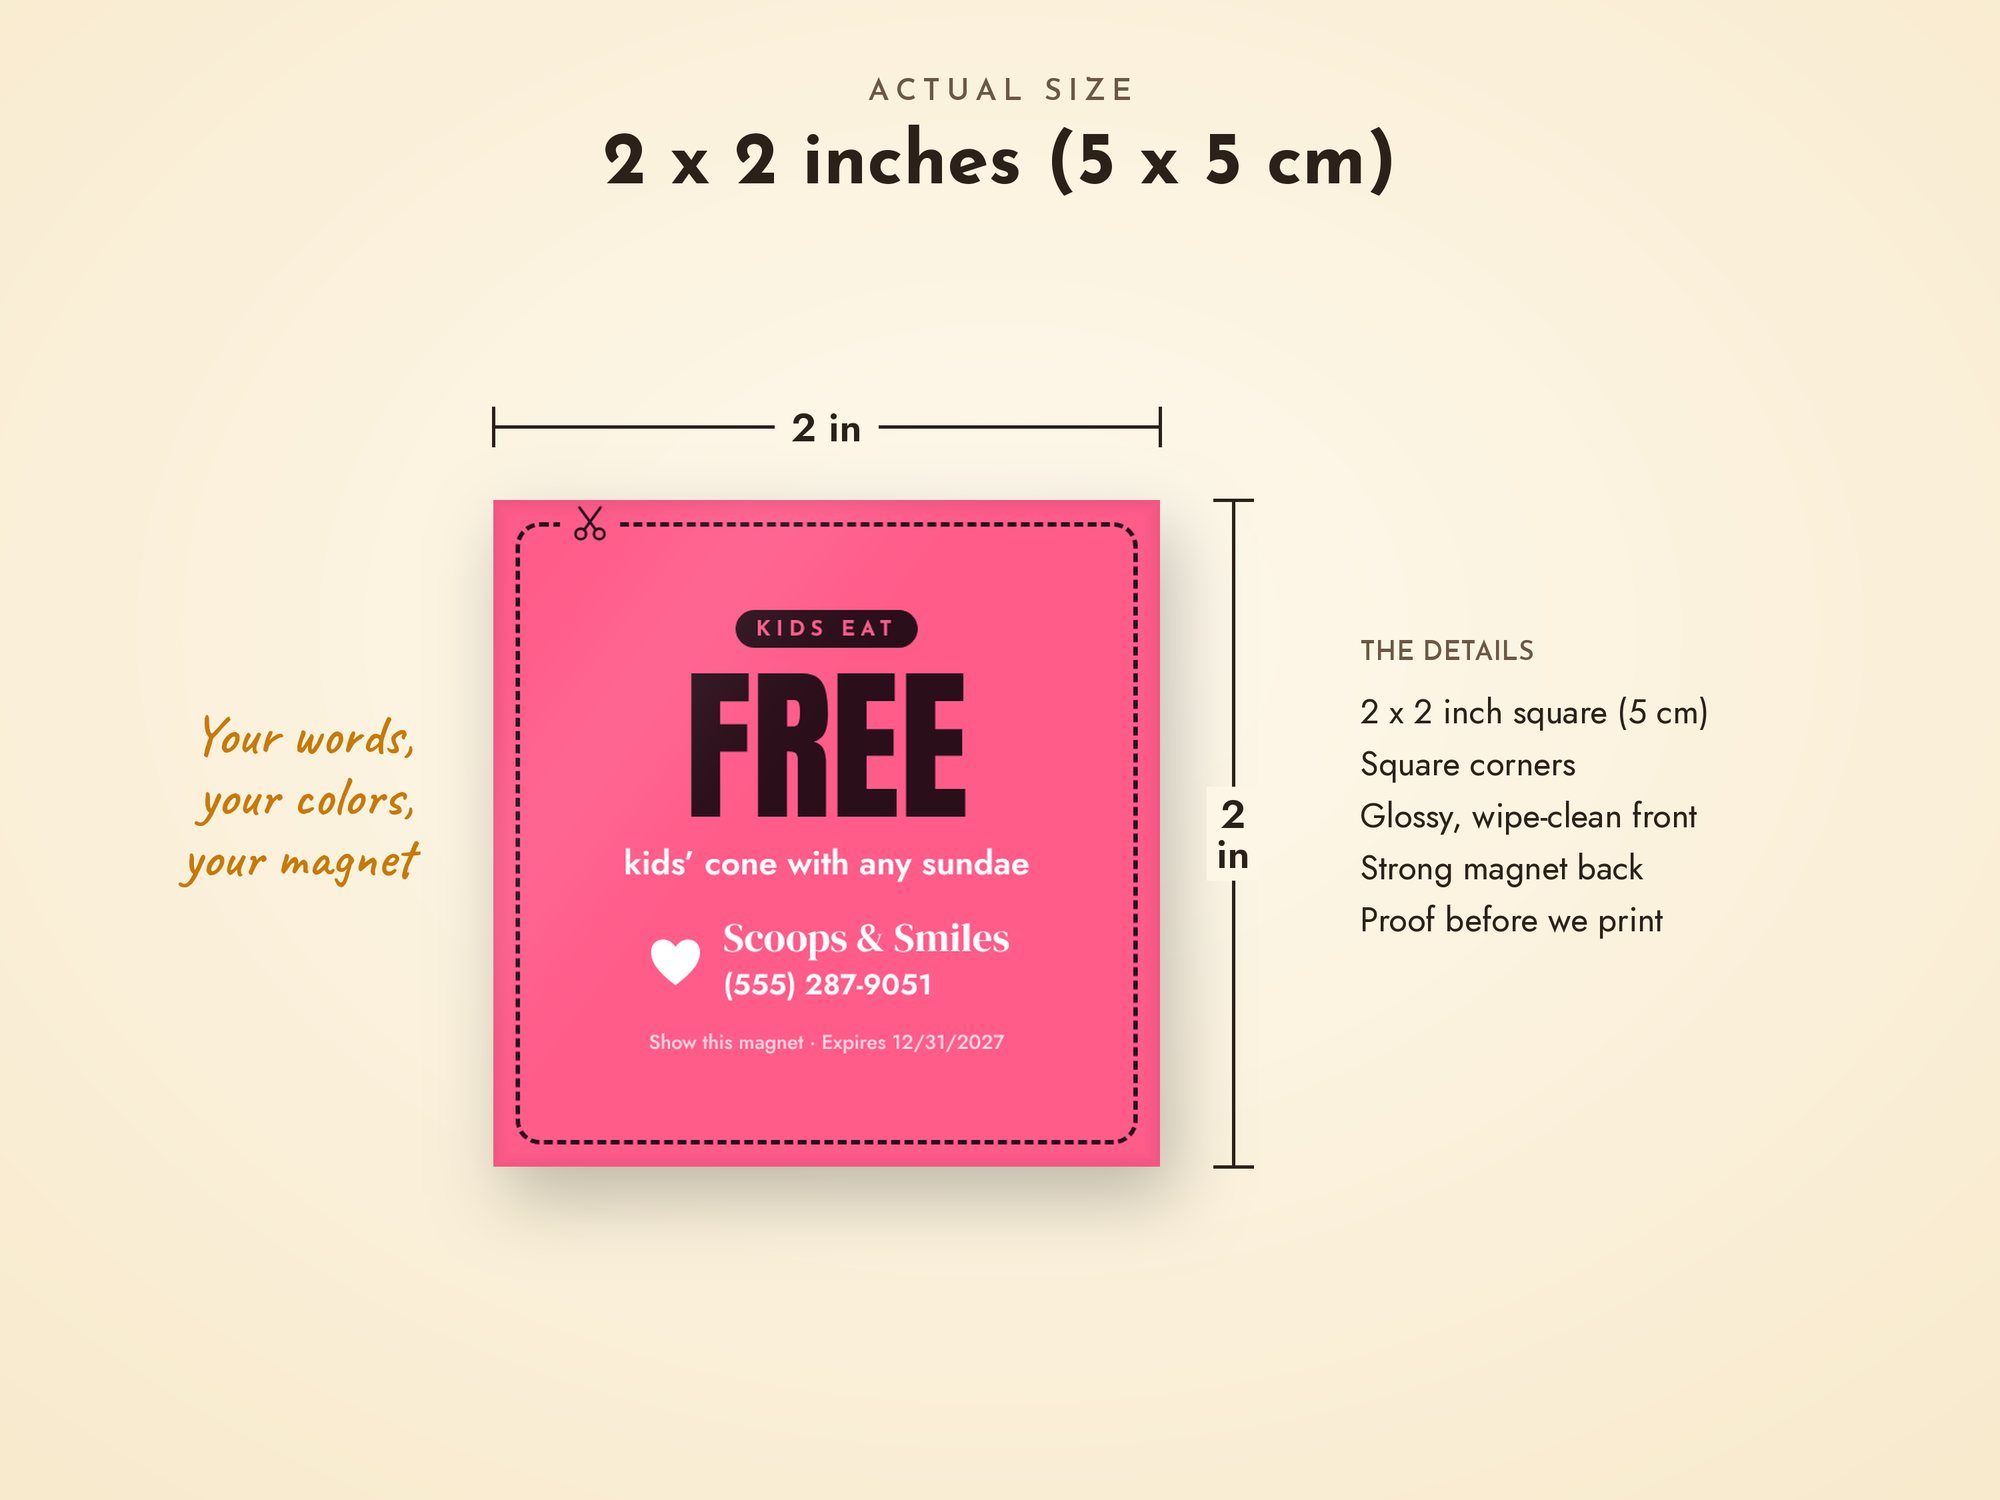 ACTUAL SIZE
2 x 2 inches (5 x 5 cm)
2 in
KIDS EAT
FREE
kids’ cone with any sundae
Scoops & Smiles
(555) 287-9051
Show this magnet · Expires 12/31/2027
2
in
Your words,
your colors,
your magnet
THE DETAILS
2 x 2 inch square (5 cm)
Square corners
Glossy, wipe-clean front
Strong magnet back
Proof before we print